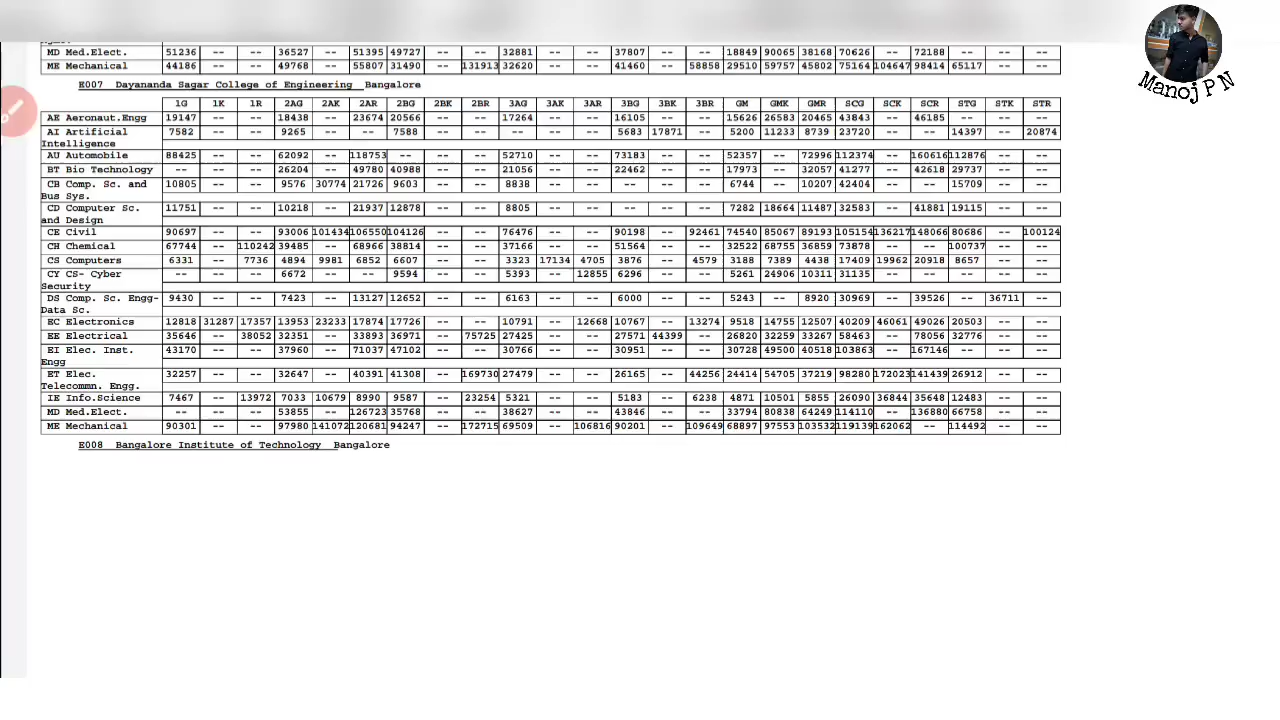 MD Med.Elect. 51236 -- -- 36527 -- 51395 49727 -- -- 32881 -- -- 37807 -- -- 18849 90065 38168 70626 -- 72188 -- -- --
ME Mechanical 44186 -- -- 49768 -- 55807 31490 -- 131913 32620 -- -- 41460 -- 58858 29510 59757 45802 75164 104647 98414 65117 -- --
E007 Dayananda Sagar College of Engineering Bangalore
1G 1K 1R 2AG 2AK 2AR 2BG 2BK 2BR 3AG 3AK 3AR 3BG 3BK 3BR GM GMK GMR SCG SCK SCR STG STK STR
AE Aeronaut.Engg 19147 -- -- 18438 -- 23674 20566 -- -- 17264 -- -- 16105 -- -- 15626 26583 20465 43843 -- 46185 -- -- --
AI Artificial 7582 -- -- 9265 -- -- 7588 -- -- -- -- -- 5683 17871 -- 5200 11233 8739 23720 -- -- 14397 -- 20874
Intelligence
AU Automobile 88425 -- -- 62092 -- 118753 -- -- -- 52710 -- -- 73183 -- -- 52357 -- 72996 112374 -- 160616 112876 -- --
BT Bio Technology -- -- -- 26204 -- 49780 40988 -- -- 21056 -- -- 22462 -- -- 17973 -- 32057 41277 -- 42618 29737 -- --
CB Comp. Sc. and 10805 -- -- 9576 30774 21726 9603 -- -- 8838 -- -- -- -- -- 6744 -- 10207 42404 -- -- 15709 -- --
Bus Sys.
CD Computer Sc. 11751 -- -- 10218 -- 21937 12878 -- -- 8805 -- -- -- -- -- 7282 18664 11487 32583 -- 41881 19115 -- --
and Design
CE Civil 90697 -- -- 93006 101434 106550 104126 -- -- 76476 -- -- 90198 -- 92461 74540 85067 89193 105154 136217 148066 80686 -- 100124
CH Chemical 67744 -- 110242 39485 -- 68966 38814 -- -- 37166 -- -- 51564 -- -- 32522 68755 36859 73878 -- -- 100737 -- --
CS Computers 6331 -- 7736 4894 9981 6852 6607 -- -- 3323 17134 4705 3876 -- 4579 3188 7389 4438 17409 19962 20918 8657 -- --
CY CS- Cyber -- -- -- 6672 -- -- 9594 -- -- 5393 -- 12855 6296 -- -- 5261 24906 10311 31135 -- -- -- -- --
Security
DS Comp. Sc. Engg- 9430 -- -- 7423 -- 13127 12652 -- -- 6163 -- -- 6000 -- -- 5243 -- 8920 30969 -- 39526 -- 36711 --
Data Sc.
EC Electronics 12818 31287 17357 13953 23233 17874 17726 -- -- 10791 -- 12668 10767 -- 13274 9518 14755 12507 40209 46061 49026 20503 -- --
EE Electrical 35646 -- 38052 32351 -- 33893 36971 -- 75725 27425 -- -- 27571 44399 -- 26820 32259 33267 58463 -- 78056 32776 -- --
EI Elec. Inst. 43170 -- -- 37960 -- 71037 47102 -- -- 30766 -- -- 30951 -- -- 30728 49500 40518 103863 -- 167146 -- -- --
Engg
ET Elec. 32257 -- -- 32647 -- 40391 41308 -- 169730 27479 -- -- 26165 -- 44256 24414 54705 37219 98280 172023 141439 26912 -- --
Telecommn. Engg.
IE Info.Science 7467 -- 13972 7033 10679 8990 9587 -- 23254 5321 -- -- 5183 -- 6238 4871 10501 5855 26090 36844 35648 12483 -- --
MD Med.Elect. -- -- -- 53855 -- 126723 35768 -- -- 38627 -- -- 43846 -- -- 33794 80838 64249 114110 -- 136880 66758 -- --
ME Mechanical 90301 -- -- 97980 141072 120681 94247 -- 172715 69509 -- 106816 90201 -- 109649 68897 97553 103532 119139 162062 -- 114492 -- --
E008 Bangalore Institute of Technology Bangalore
Manoj P N